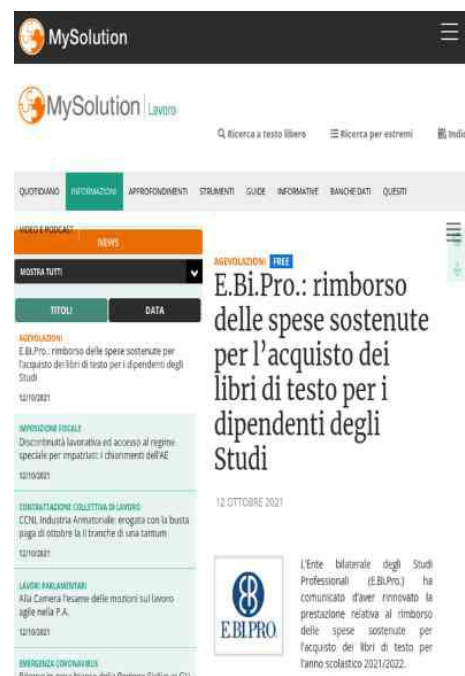 MySolution
MySolution Lavoro
Ricerca a testo libero
Ricerca per estremi
Indic
QUOTIDIANO
INFORMAZIONI
APPROFONDIMENTI
STRUMENTI
GUIDE
INFORMATIVE
BANCHE DATI
QUESITI
VIDEO E PODCAST
NEWS
MOSTRA TUTTI
TITOLI
DATA
AGEVOLAZIONI
E.Bi.Pro.: rimborso delle spese sostenute per
l'acquisto dei libri di testo per i dipendenti degli
Studi
12/10/2021
IMPOSIZIONE FISCALE
Discontinuità lavorativa ed accesso al regime
speciale per impatriati: i chiarimenti dell'AE
12/10/2021
CONTRATTAZIONE COLLETTIVA DI LAVORO
CCNL Industria Armatoriale: erogata con la busta
paga di ottobre la II tranche di una tantum
12/10/2021
LAVORI PARLAMENTARI
Alla Camera l'esame delle mozioni sul lavoro
agile nella P.A.
12/10/2021
EMERGENZA CORONAVIRUS
AGEVOLAZIONI FREE
E.Bi.Pro.: rimborso
delle spese sostenute
per l'acquisto dei
libri di testo per i
dipendenti degli
Studi
12 OTTOBRE 2021
E.BI.PRO.
L'Ente bilaterale degli Studi
Professionali (E.Bi.Pro.) ha
comunicato d'aver rinnovato la
prestazione relativa al rimborso
delle spese sostenute per
l'acquisto dei libri di testo per
l'anno scolastico 2021/2022.